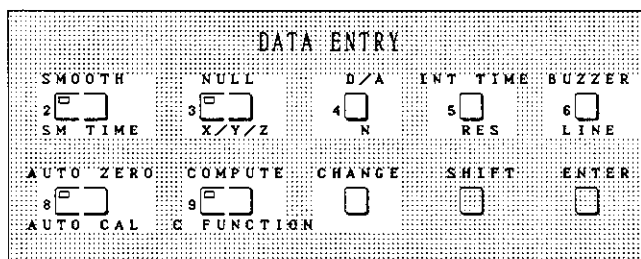 DATA ENTRY
SMOOTH NULL D/A INT TIME BUZZER
2 3 4 5 6
SM TIME X/Y/Z N RES LINE
AUTO ZERO COMPUTE CHANGE SHIFT ENTER
8 9
AUTO CAL C FUNCTION